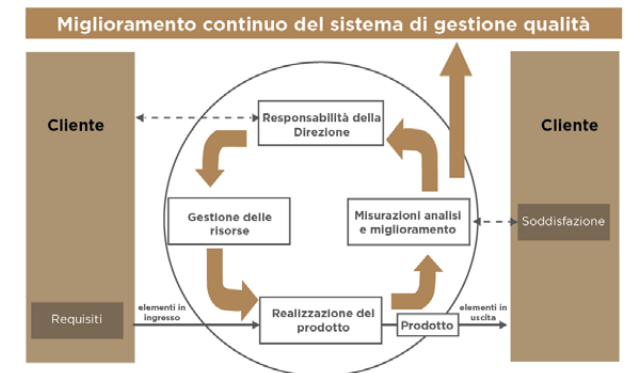 Miglioramento continuo del sistema di gestione qualità
Cliente
Cliente
Responsabilità della
Direzione
Gestione delle
risorse
Misurazioni analisi
e miglioramento
Soddisfazione
Requisiti
elementi in
ingresso
Realizzazione del
prodotto
Prodotto
elementi in
uscita